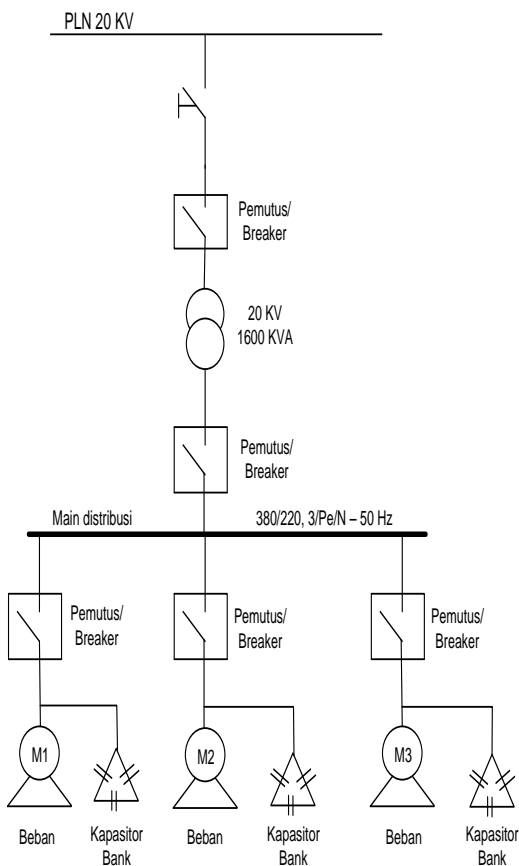 PLN 20 KV
Pemutus/
Breaker
20 KV
1600 KVA
Pemutus/
Breaker
Main distribusi
380/220, 3/Pe/N – 50 Hz
Pemutus/
Breaker
Pemutus/
Breaker
Pemutus/
Breaker
M1
M2
M3
Beban
Kapasitor
Bank
Beban
Kapasitor
Bank
Beban
Kapasitor
Bank